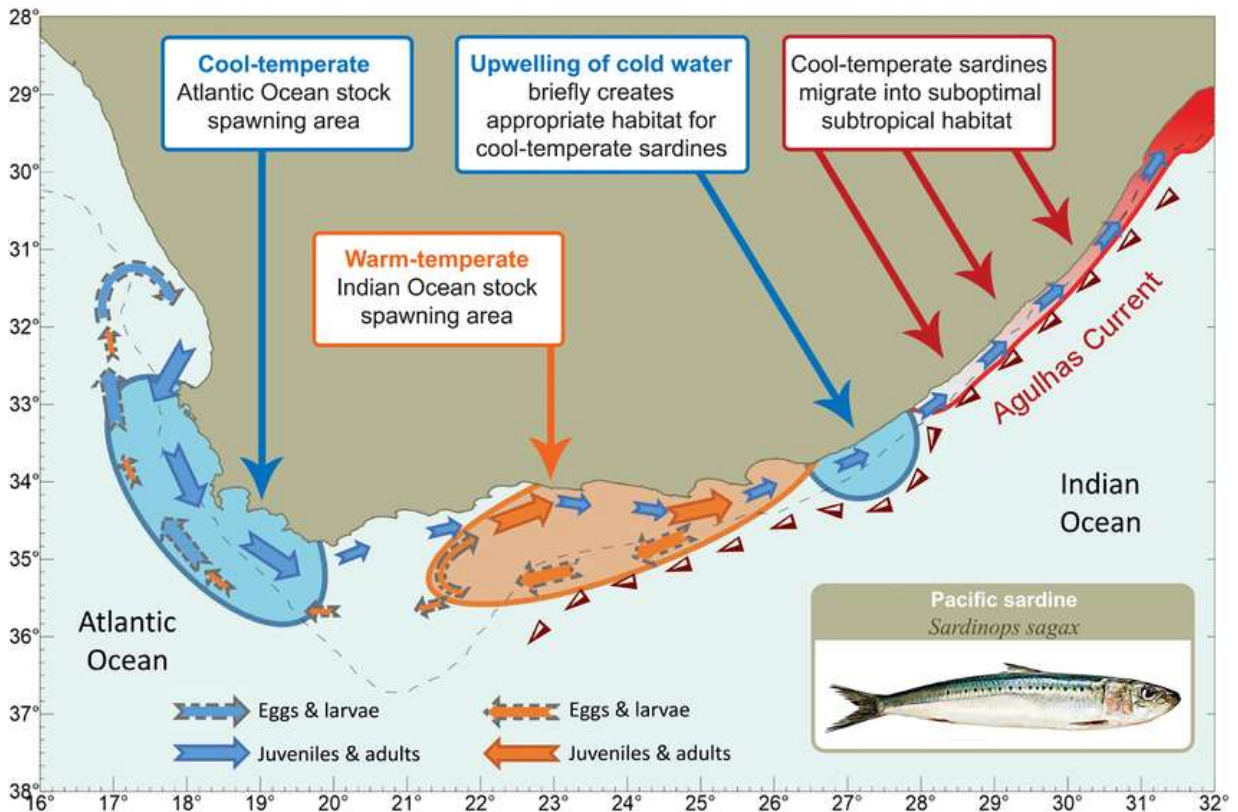 28°
29°
30°
31°
32°
33°
34°
35°
36°
37°
38°
Cool-temperate
Atlantic Ocean stock
spawning area
Upwelling of cold water
briefly creates
appropriate habitat for
cool-temperate sardines
Cool-temperate sardines
migrate into suboptimal
subtropical habitat
Warm-temperate
Indian Ocean stock
spawning area
Agulhas Current
Indian
Ocean
Atlantic
Ocean
Pacific sardine
Sardinops sagax
Eggs & larvae
Eggs & larvae
Juveniles & adults
Juveniles & adults
16° 17° 18° 19° 20° 21° 22° 23° 24° 25° 26° 27° 28° 29° 30° 31° 32°